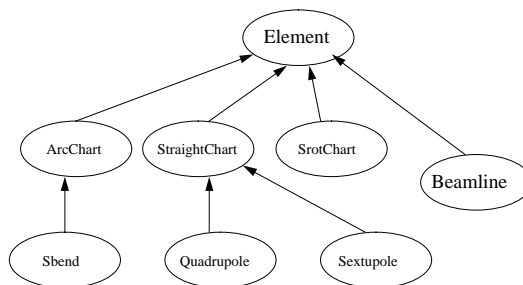 Element
ArcChart
StraightChart
SrotChart
Beamline
Sbend
Quadrupole
Sextupole